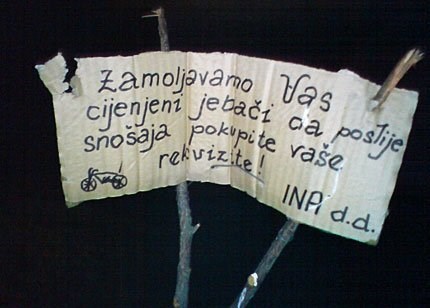 Zamoljavamo Vas
cijenjeni jebači da poslije
snošaja pokupite vaše
rekvizite!
INA d.d.